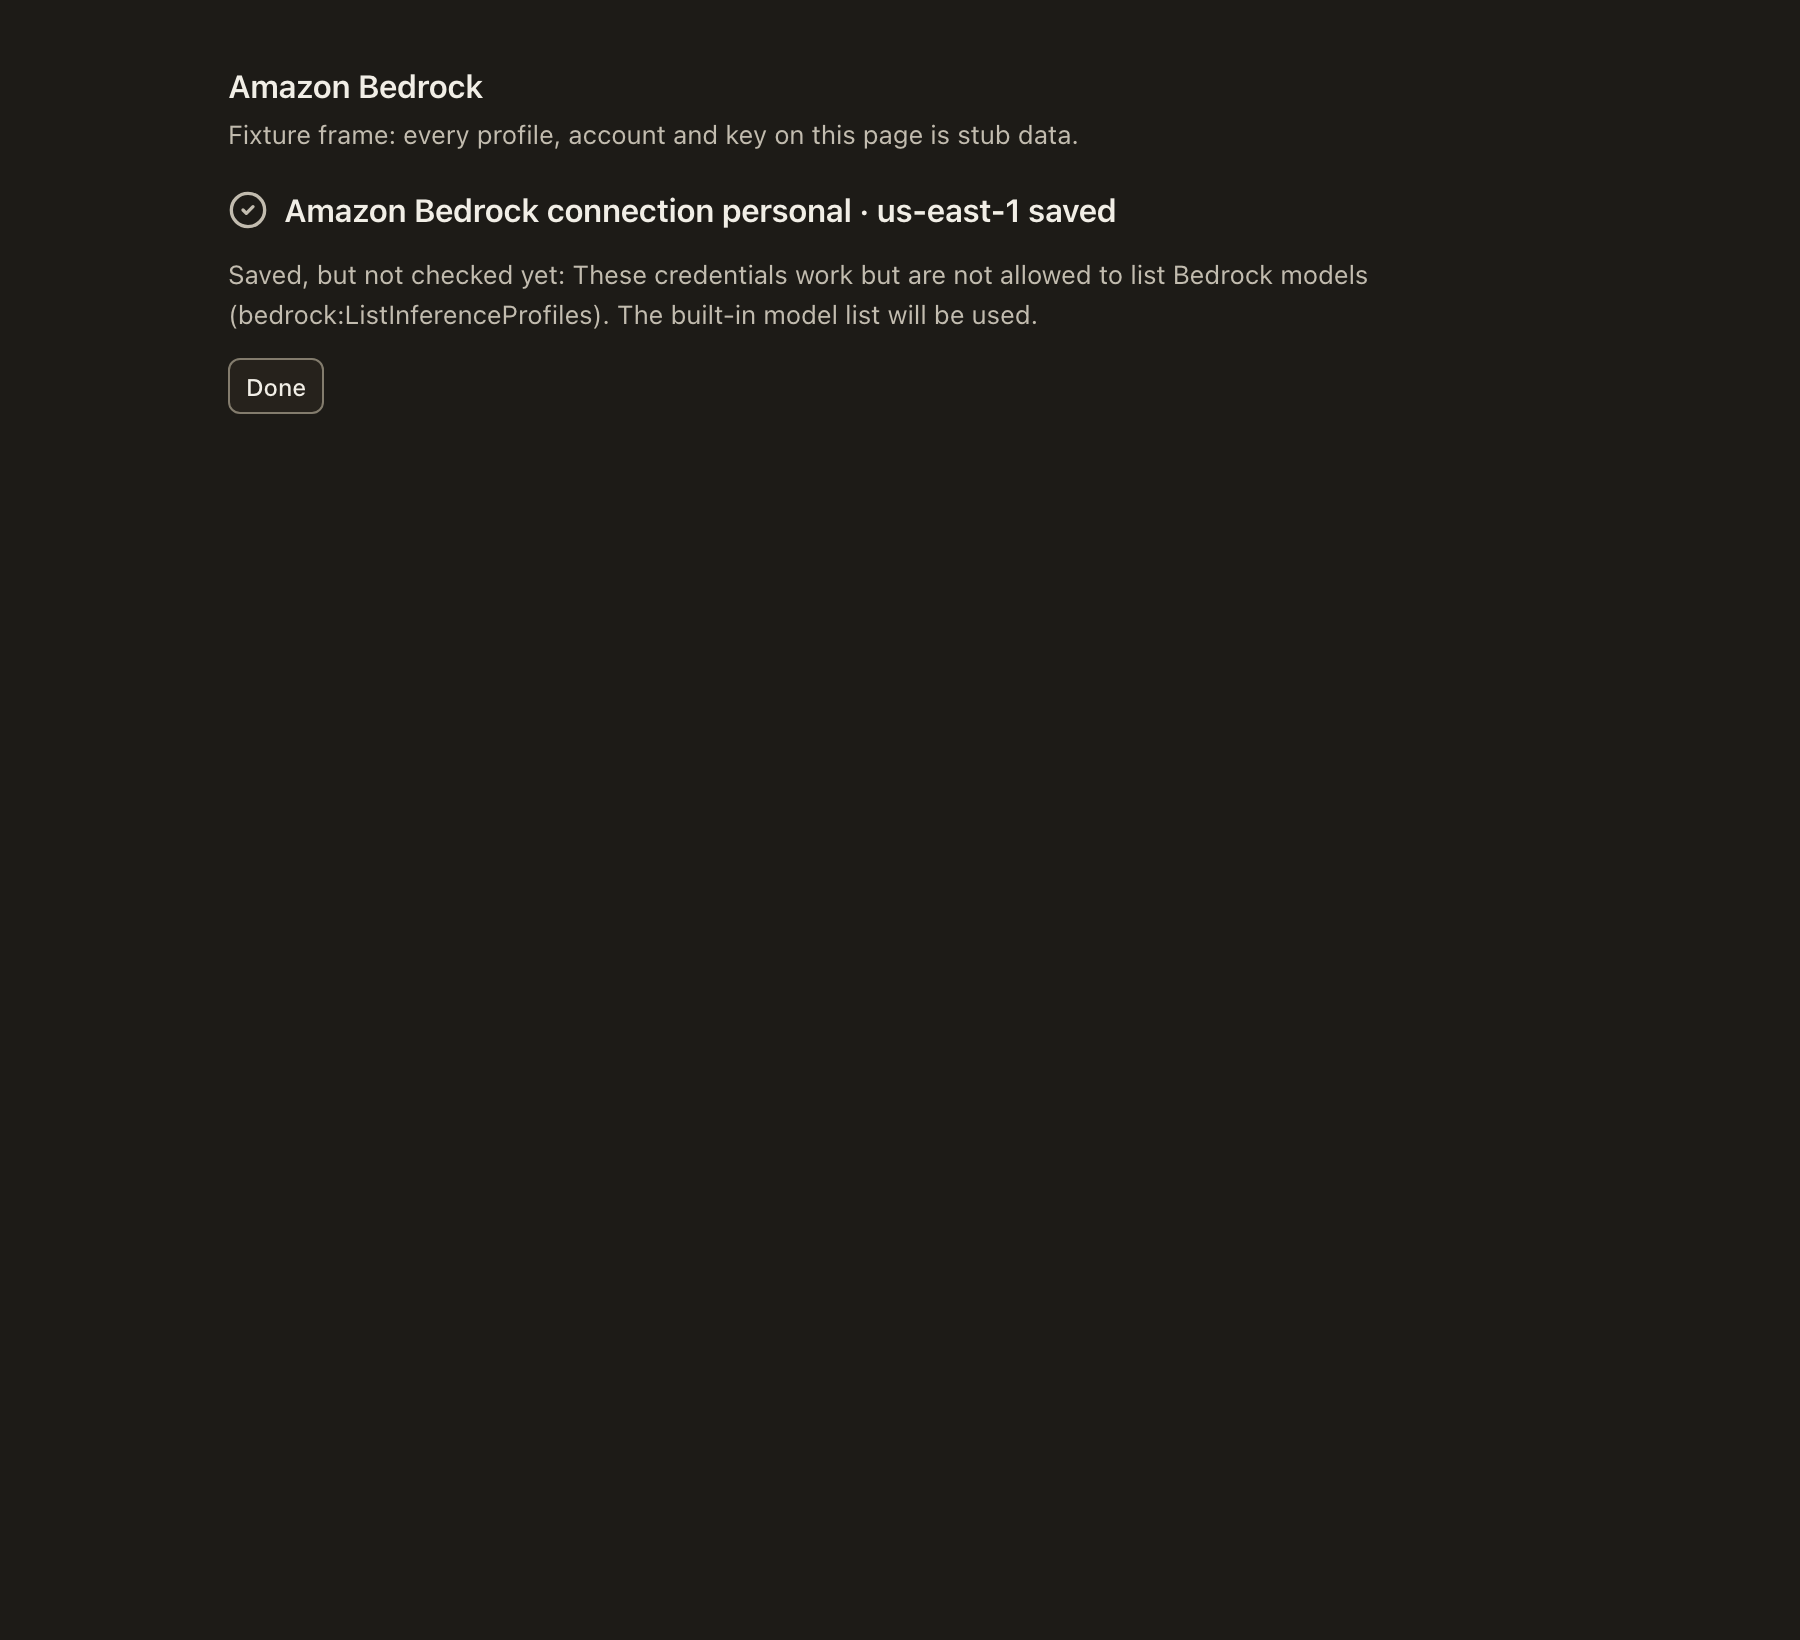 Amazon Bedrock
Fixture frame: every profile, account and key on this page is stub data.
Amazon Bedrock connection personal · us-east-1 saved
Saved, but not checked yet: These credentials work but are not allowed to list Bedrock models
(bedrock:ListInferenceProfiles). The built-in model list will be used.
Done